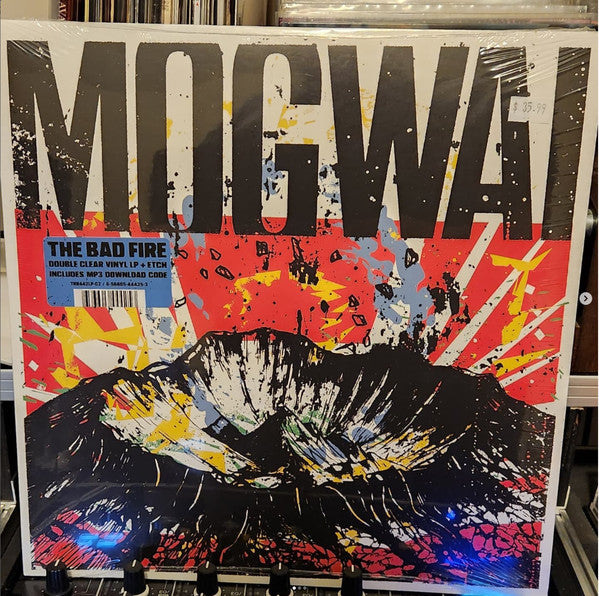 MOGWAI
$ 35.99
THE BAD FIRE
DOUBLE CLEAR VINYL LP + ETCH
INCLUDES MP3 DOWNLOAD CODE